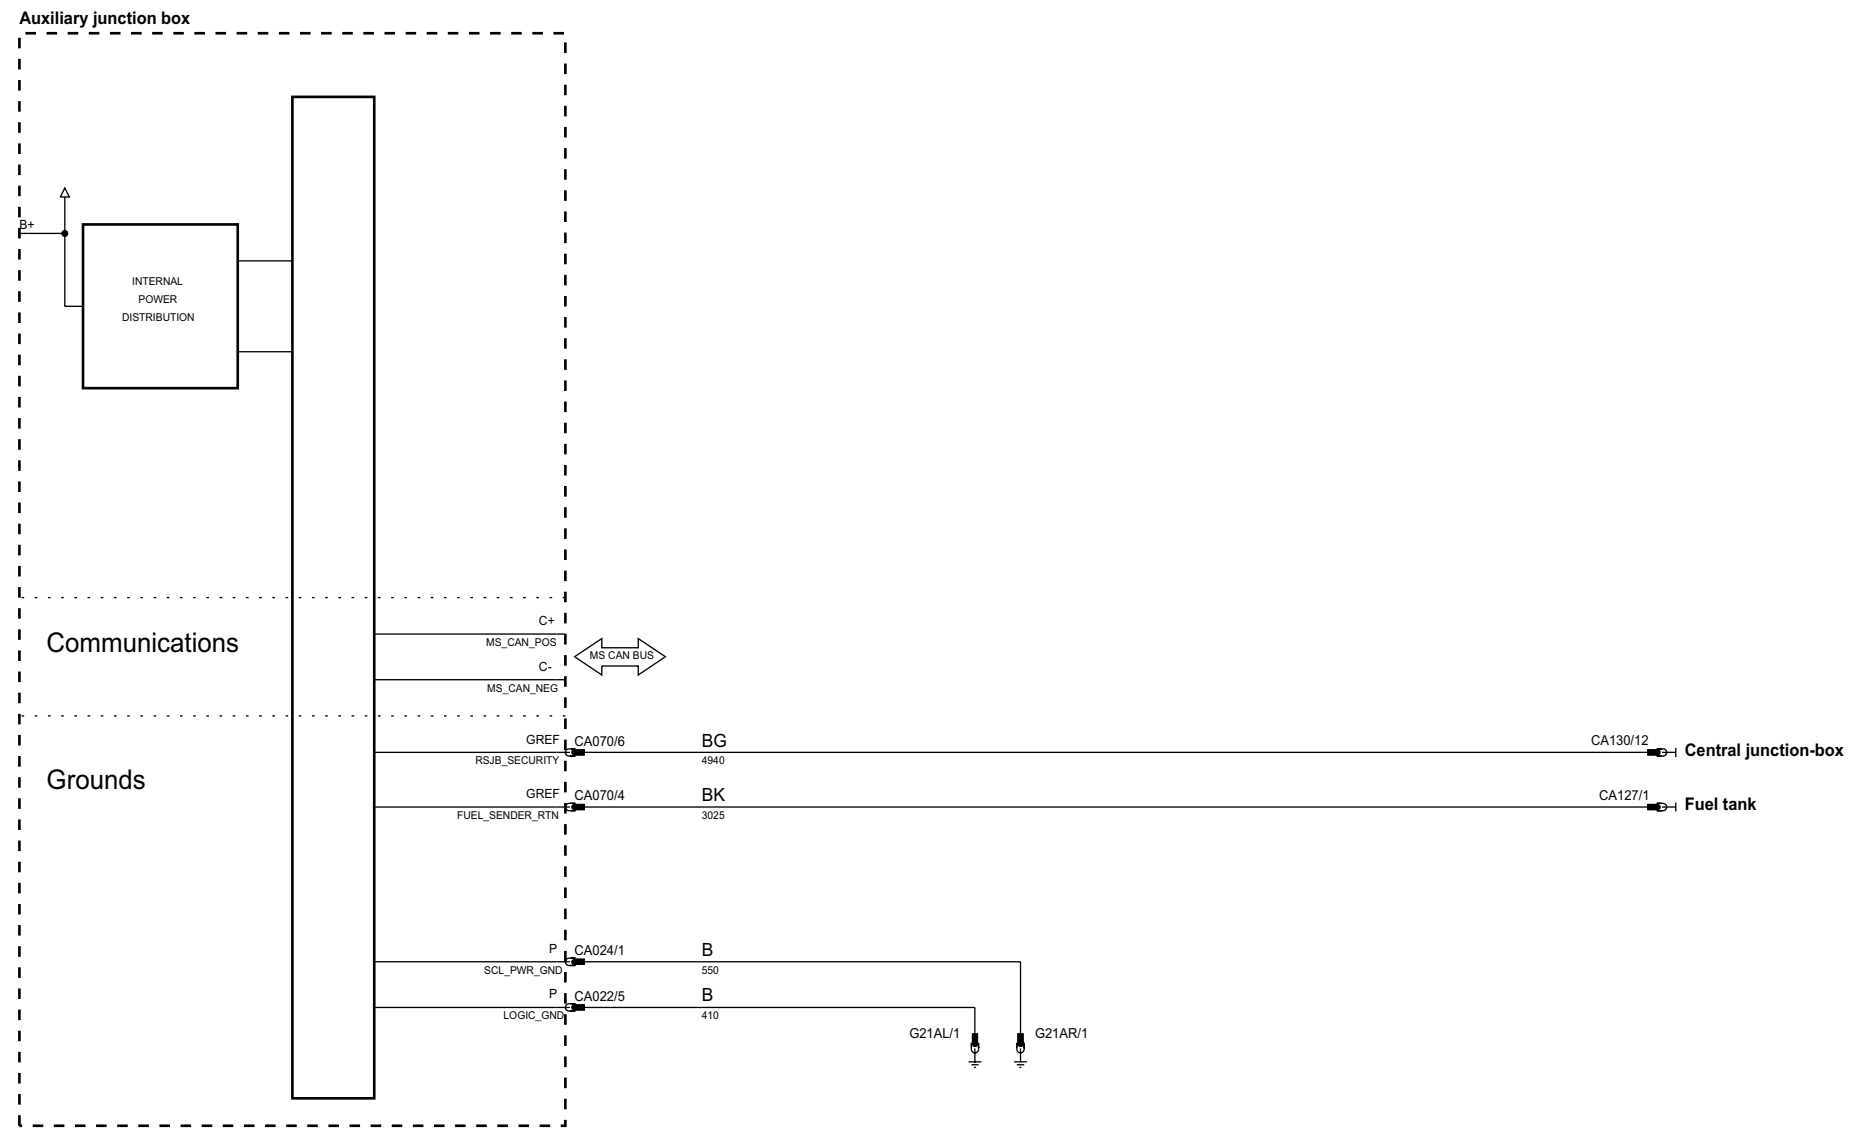 Auxiliary junction box
B+
INTERNAL
POWER
DISTRIBUTION
Communications
C+
MS_CAN_POS
MS CAN BUS
C-
MS_CAN_NEG
Grounds
GREF CA070/6 BG CA130/12 Central junction-box
RSJB_SECURITY 4940
GREF CA070/4 BK CA127/1 Fuel tank
FUEL_SENDER_RTN 3025
P CA024/1 B
SCL_PWR_GND 550
P CA022/5 B
LOGIC_GND 410
G21AL/1 G21AR/1